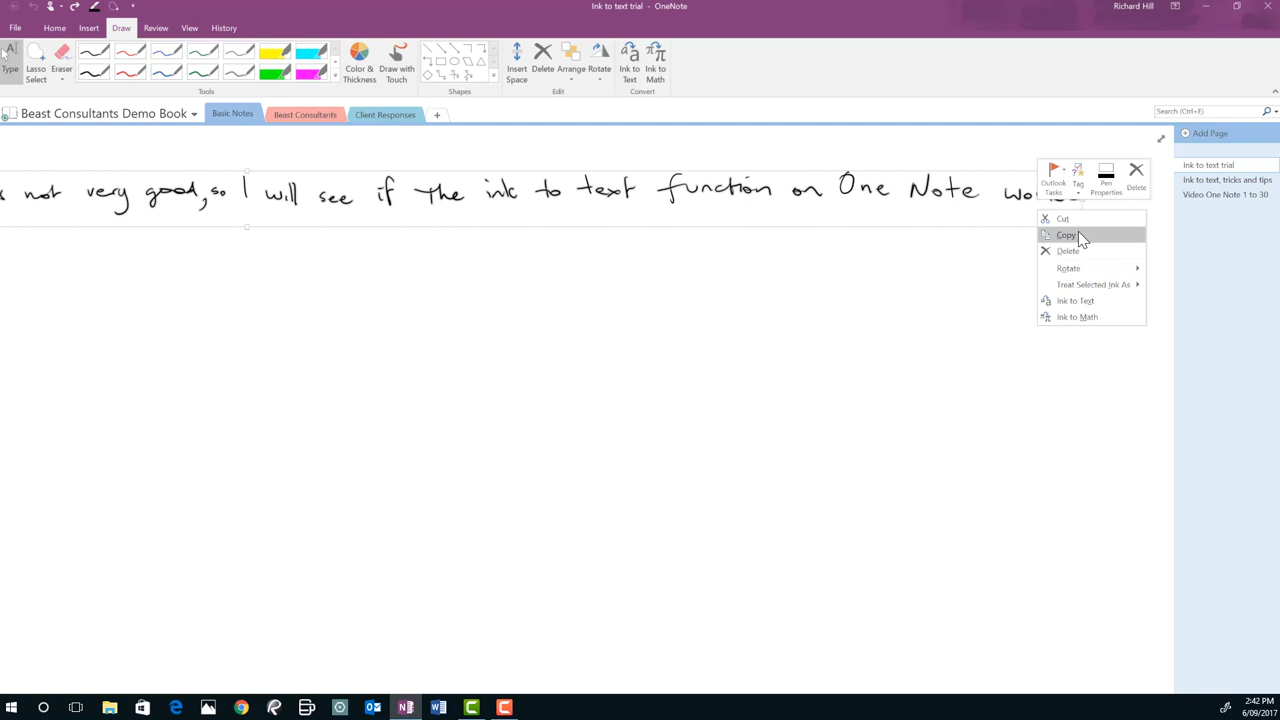 Ink to text trial - OneNote
Richard Hill
File Home Insert Draw Review View History
Type
Lasso Select
Eraser
Color & Thickness
Draw with Touch
Insert Space
Delete
Arrange
Rotate
Ink to Text
Ink to Math
Tools
Shapes
Edit
Convert
Beast Consultants Demo Book
Basic Notes
Beast Consultants
Client Responses
Search (Ctrl+E)
Add Page
Ink to text trial
Ink to text, tricks and tips
Video One Note 1 to 30
s not very good, so I will see if the ink to text function on One Note
Outlook Tasks
Tag
Pen Properties
Delete
Cut
Copy
Delete
Rotate
Treat Selected Ink As
Ink to Text
Ink to Math
2:42 PM
6/09/2017